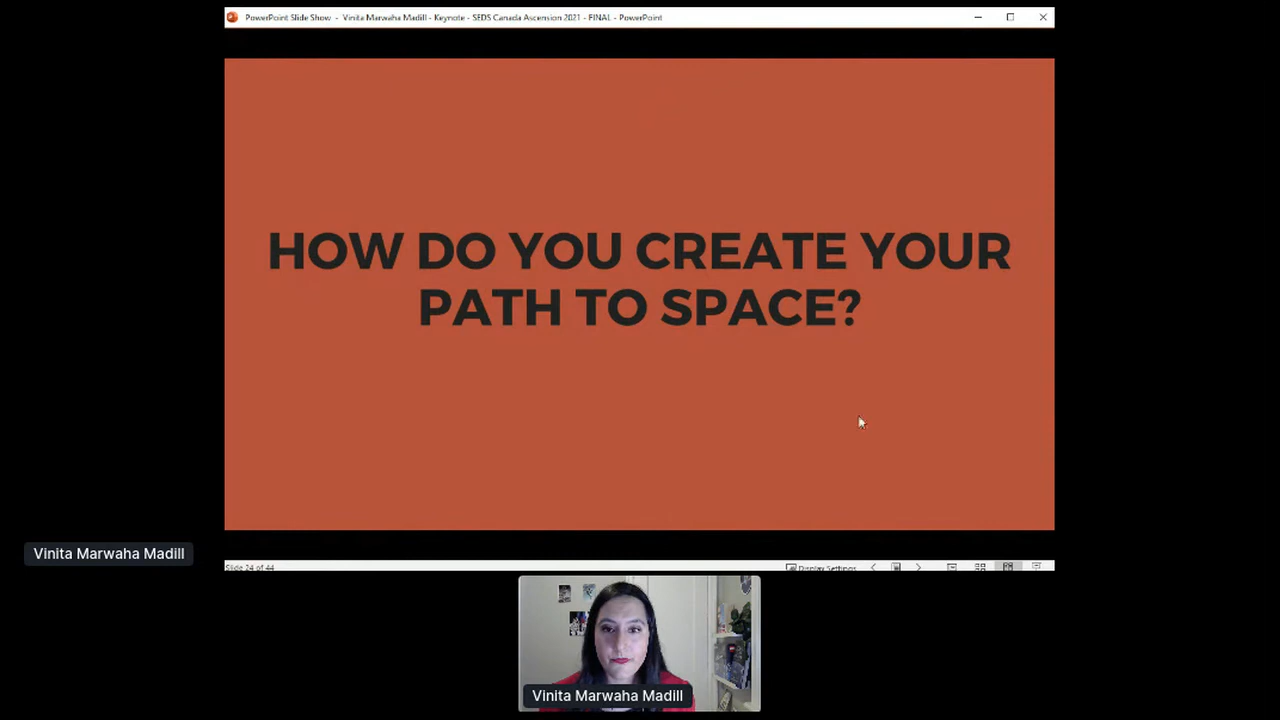 PowerPoint Slide Show - Vinita Marwaha Madill - Keynote - SEDS Canada Ascension 2021 - FINAL - PowerPoint
HOW DO YOU CREATE YOUR
PATH TO SPACE?
Vinita Marwaha Madill
Slide 24 of 44
Display Settings
Vinita Marwaha Madill